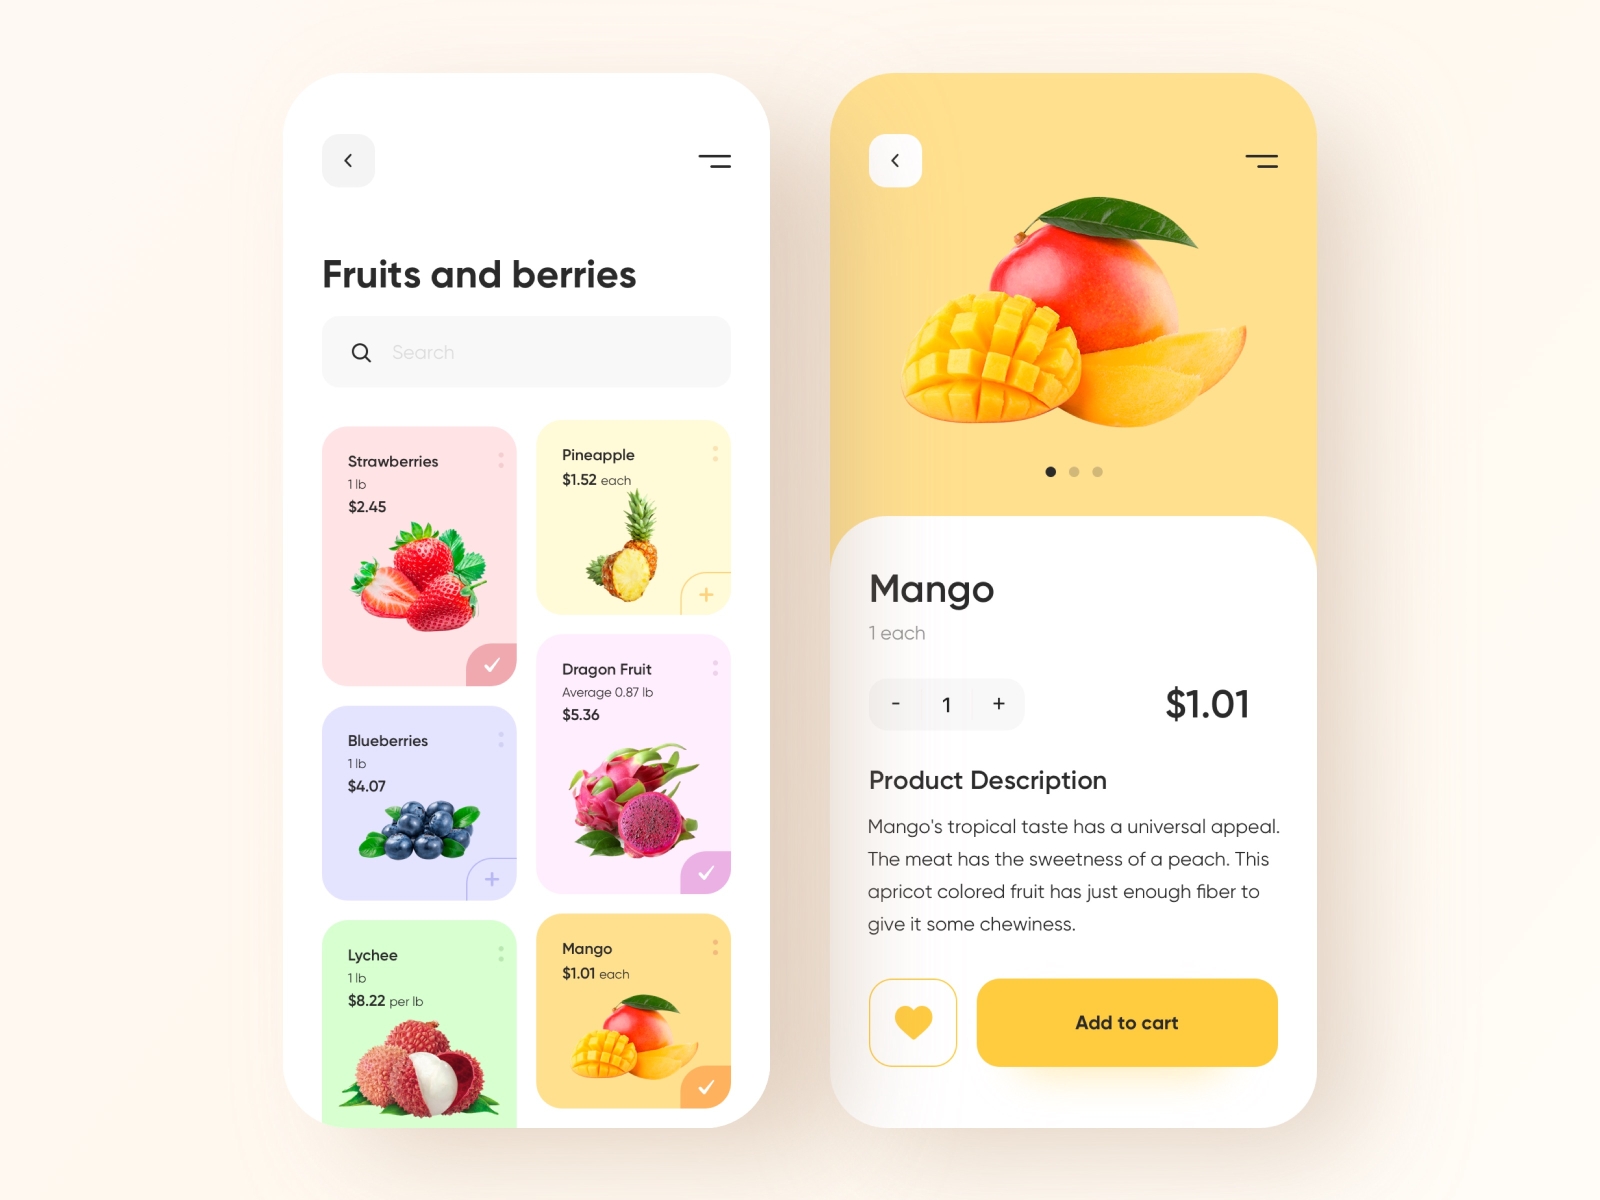 Fruits and berries
Search
Strawberries
1 lb
$2.45
Pineapple
$1.52 each
+
Dragon Fruit
Average 0.87 lb
$5.36
Blueberries
1 lb
$4.07
+
Lychee
1 lb
$8.22 per lb
Mango
$1.01 each
Mango
1 each
- 1 +
$1.01
Product Description
Mango's tropical taste has a universal appeal.
The meat has the sweetness of a peach. This
apricot colored fruit has just enough fiber to
give it some chewiness.
Add to cart